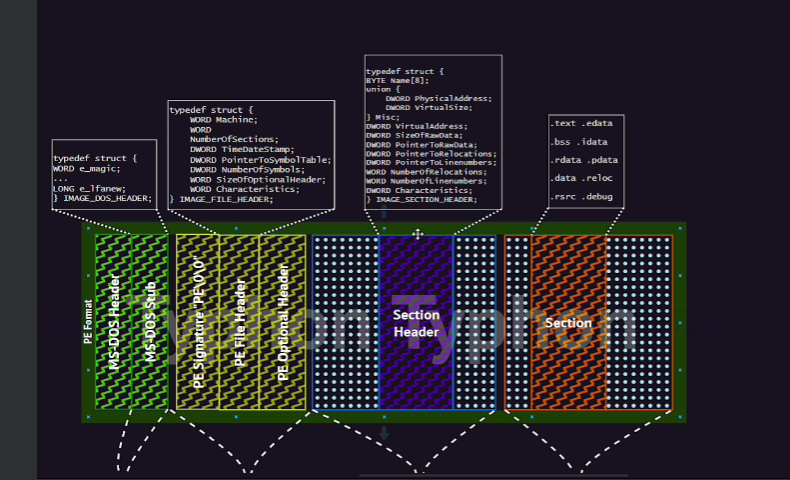 typedef struct {
WORD e_magic;
...
LONG e_lfanew;
} IMAGE_DOS_HEADER;
typedef struct {
WORD Machine;
WORD
NumberOfSections;
DWORD TimeDateStamp;
DWORD PointerToSymbolTable;
DWORD NumberOfSymbols;
WORD SizeOfOptionalHeader;
WORD Characteristics;
} IMAGE_FILE_HEADER;
typedef struct {
BYTE Name[8];
union {
DWORD PhysicalAddress;
DWORD VirtualSize;
} Misc;
DWORD VirtualAddress;
DWORD SizeOfRawData;
DWORD PointerToRawData;
DWORD PointerToRelocations;
DWORD PointerToLinenumbers;
WORD NumberOfRelocations;
WORD NumberOfLinenumbers;
DWORD Characteristics;
} IMAGE_SECTION_HEADER;
.text .edata
.bss .idata
.rdata .pdata
.data .reloc
.rsrc .debug
PE Format
MS-DOS Header
MS-DOS Stub
PE Signature "PE\0\0"
PE File Header
PE Optional Header
Section
Header
Section
Typhon Typhon